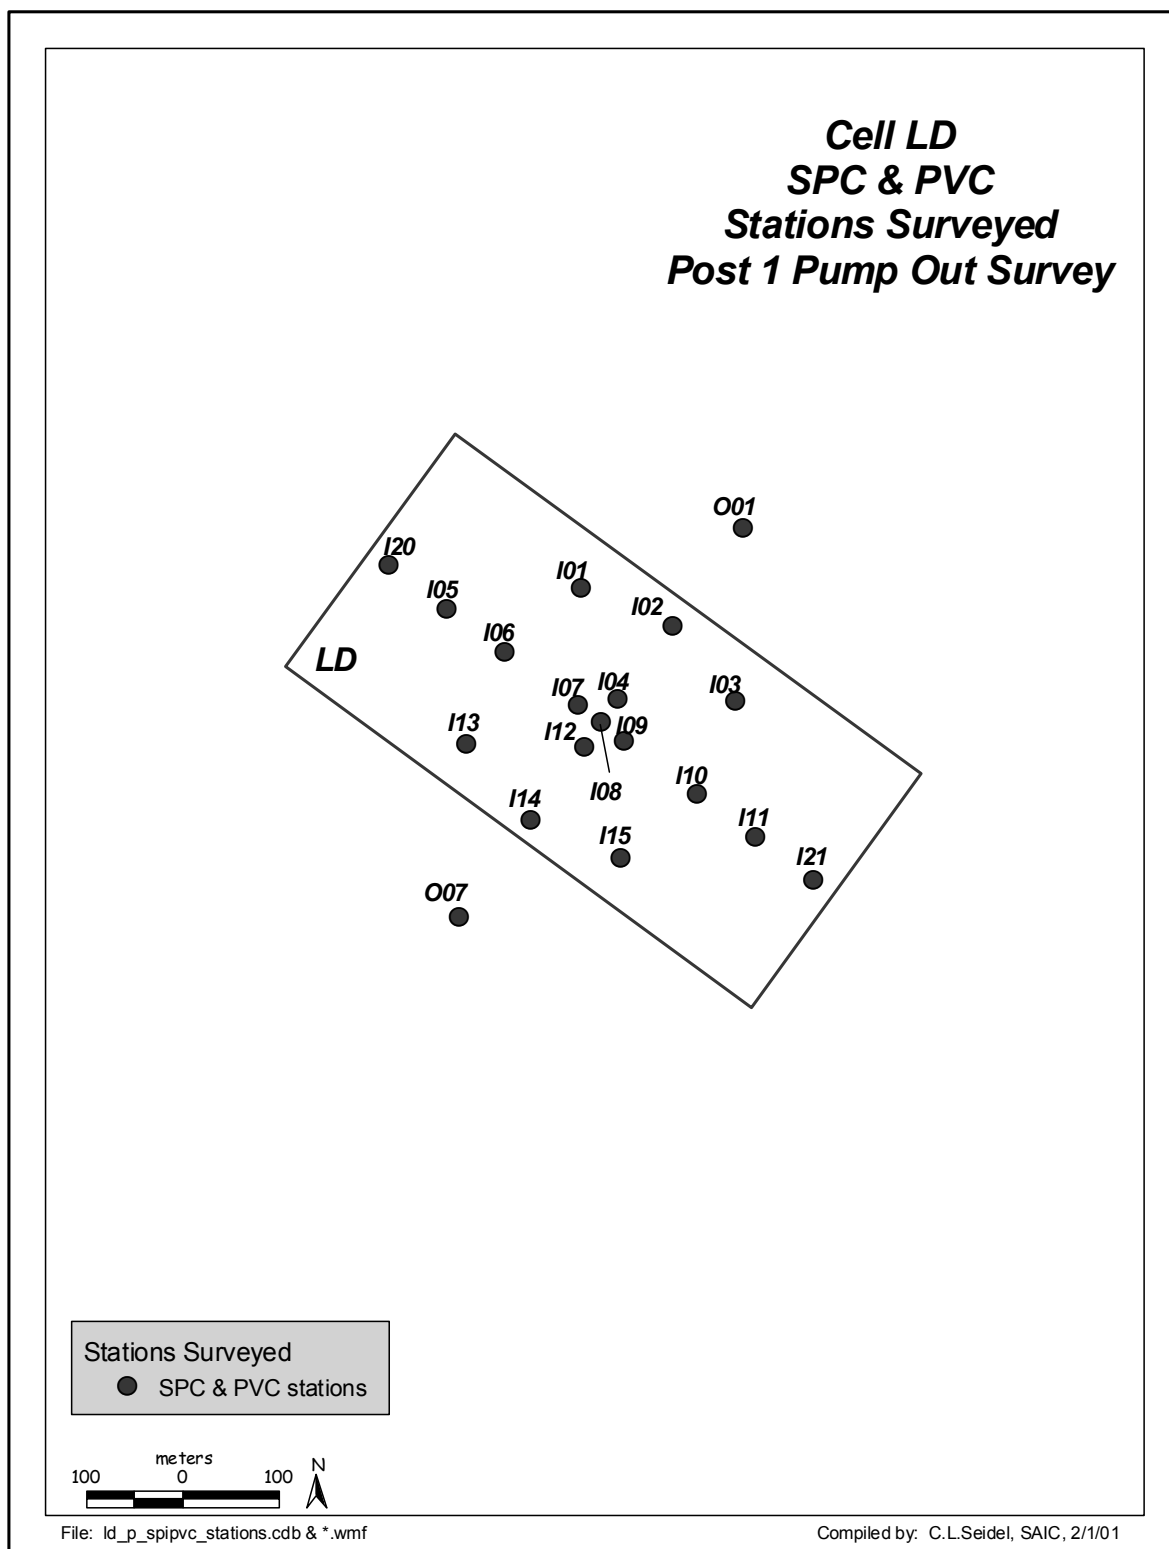 Cell LD
SPC & PVC
Stations Surveyed
Post 1 Pump Out Survey
O01
I20
I01
I05
I02
I06
LD
I07
I04
I03
I13
I12
I09
I08
I10
I14
I11
I15
I21
O07
Stations Surveyed
SPC & PVC stations
meters
100 0 100
N
File: ld_p_spipvc_stations.cdb & *.wmf
Compiled by: C.L.Seidel, SAIC, 2/1/01